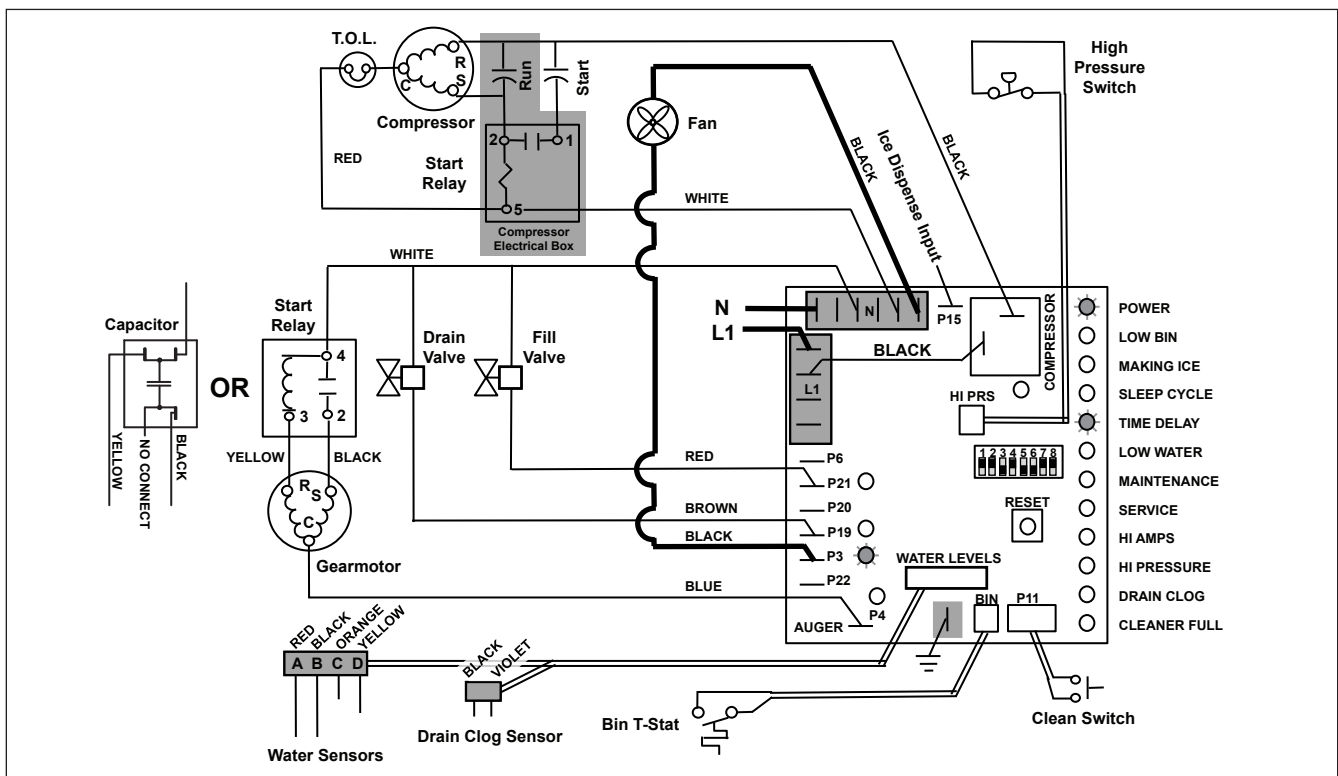 T.O.L.
R
S
C
Compressor
Run
Start
2
1
Start
Relay
5
Compressor
Electrical Box
RED
WHITE
Fan
BLACK
Ice Dispense Input
BLACK
High
Pressure
Switch
WHITE
Capacitor
YELLOW
NO CONNECT
BLACK
OR
Start
Relay
4
3
2
YELLOW
BLACK
R
S
C
Gearmotor
Drain
Valve
Fill
Valve
N
L1
N
P15
BLACK
L1
COMPRESSOR
HI PRS
1 2 3 4 5 6 7 8
RESET
RED
BROWN
BLACK
BLUE
P6
P21
P20
P19
P3
P22
P4
AUGER
WATER LEVELS
BIN
P11
POWER
LOW BIN
MAKING ICE
SLEEP CYCLE
TIME DELAY
LOW WATER
MAINTENANCE
SERVICE
HI AMPS
HI PRESSURE
DRAIN CLOG
CLEANER FULL
RED
BLACK
ORANGE
YELLOW
A B C D
Water Sensors
BLACK
VIOLET
Drain Clog Sensor
Bin T-Stat
Clean Switch